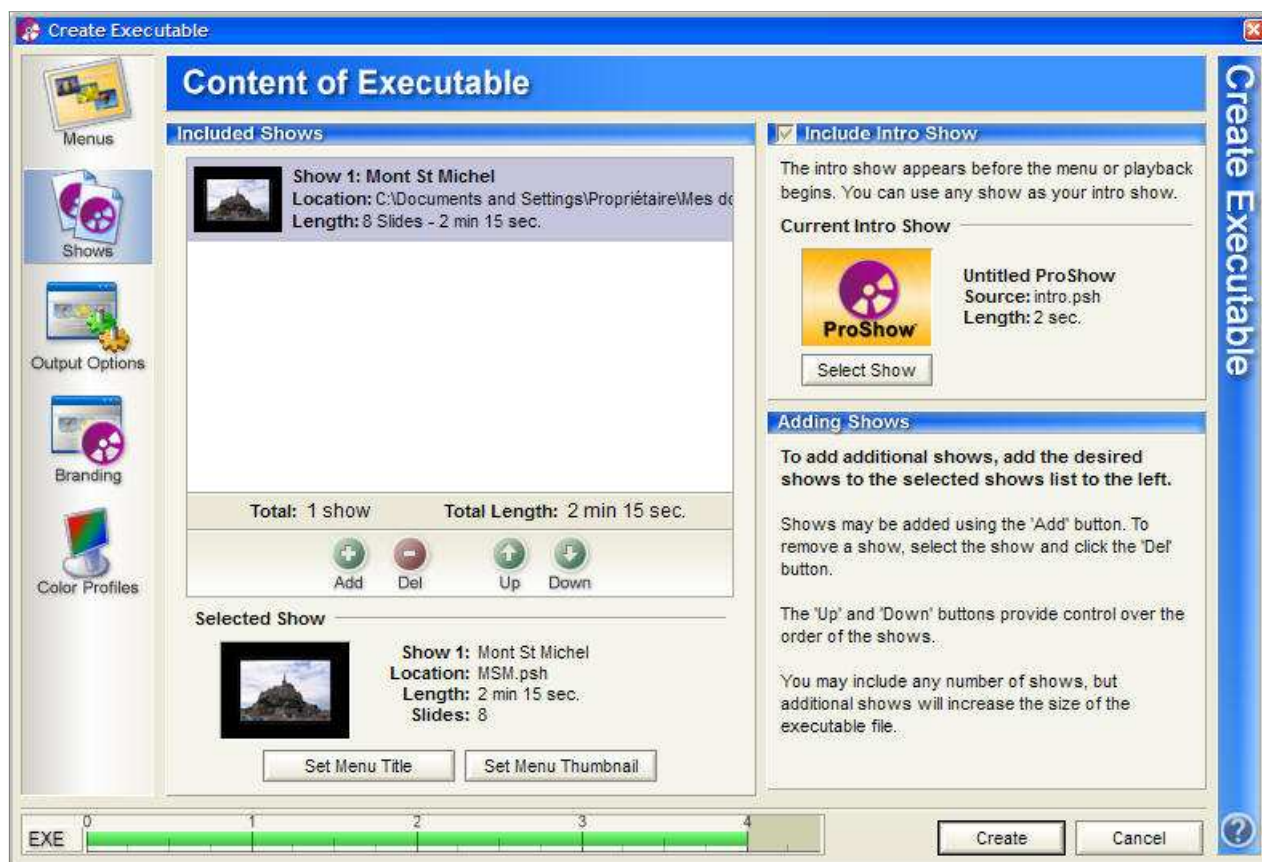 Create Executable
Menus
Shows
Output Options
Branding
Color Profiles
Content of Executable
Included Shows
Show 1: Mont St Michel
Location: C:\Documents and Settings\Propriétaire\Mes do
Length: 8 Slides - 2 min 15 sec.
Total: 1 show Total Length: 2 min 15 sec.
Add Del Up Down
Selected Show
Show 1: Mont St Michel
Location: MSM.psh
Length: 2 min 15 sec.
Slides: 8
Set Menu Title Set Menu Thumbnail
Include Intro Show
The intro show appears before the menu or playback
begins. You can use any show as your intro show.
Current Intro Show
ProShow
Untitled ProShow
Source: intro.psh
Length: 2 sec.
Select Show
Adding Shows
To add additional shows, add the desired
shows to the selected shows list to the left.
Shows may be added using the 'Add' button. To
remove a show, select the show and click the 'Del'
button.
The 'Up' and 'Down' buttons provide control over the
order of the shows.
You may include any number of shows, but
additional shows will increase the size of the
executable file.
Create Executable
EXE 0 1 2 3 4
Create Cancel ?